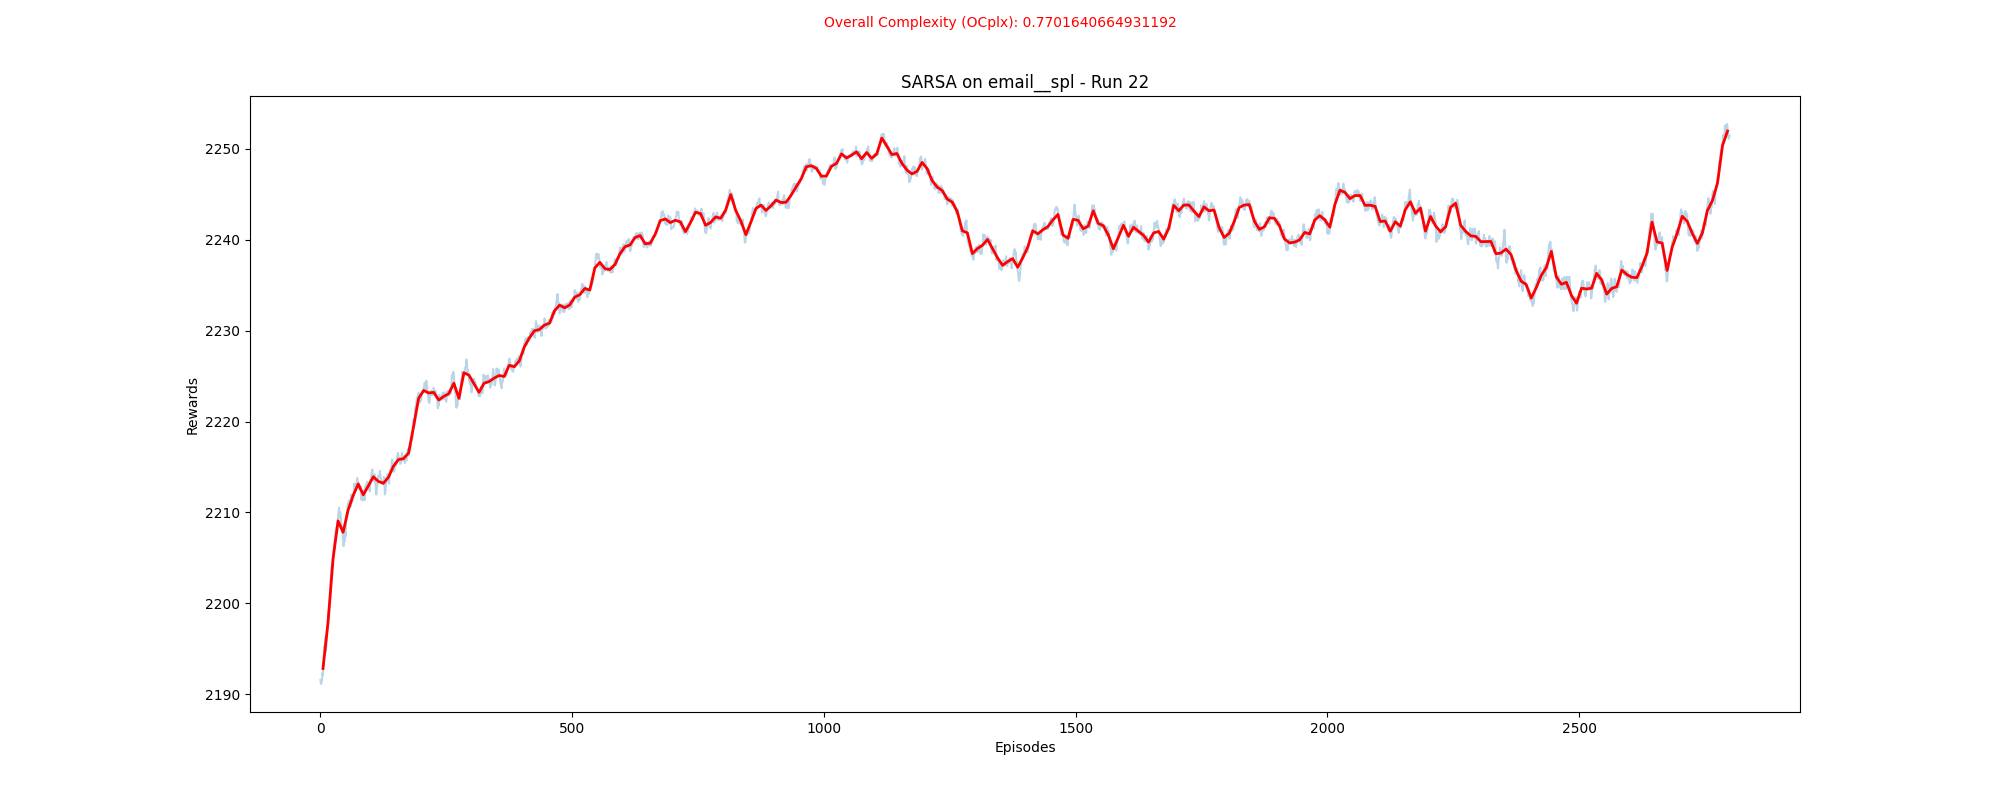 Overall Complexity (OCplx): 0.7701640664931192
SARSA on email__spl - Run 22
2250
2240
2230
2220
2210
2200
2190
Rewards
0 500 1000 1500 2000 2500
Episodes